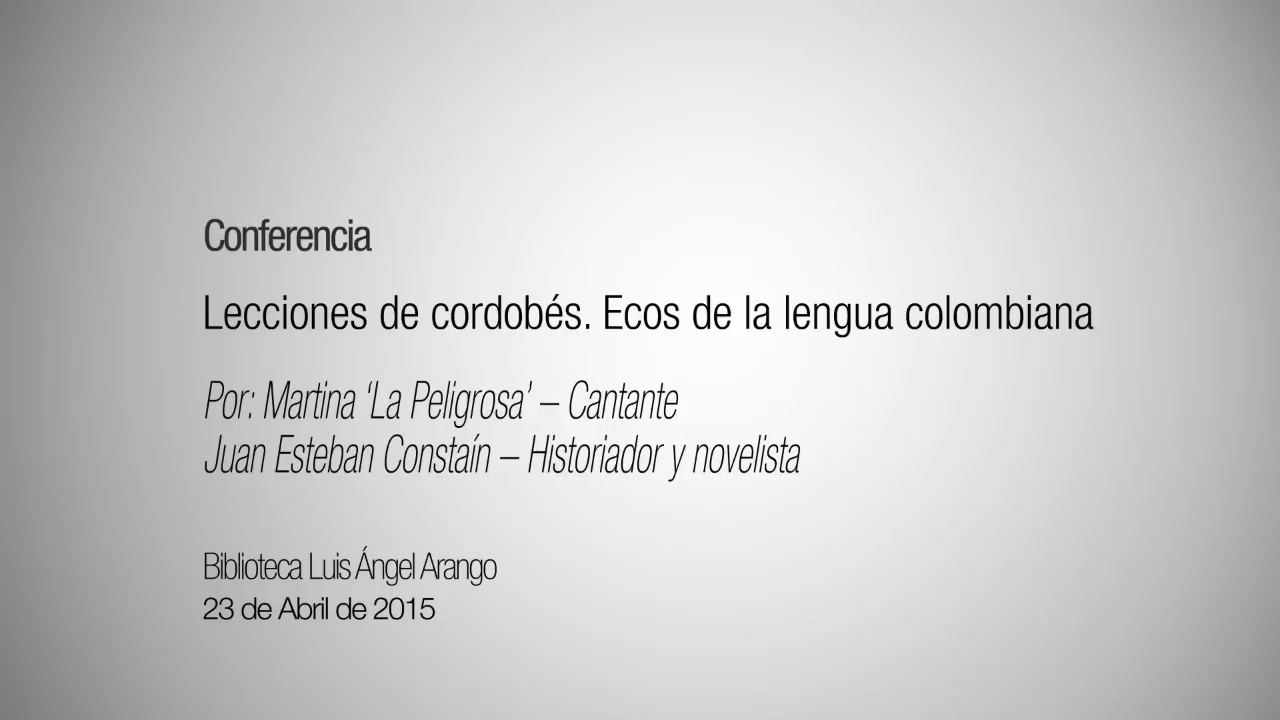 Conferencia
Lecciones de cordobés. Ecos de la lengua colombiana
Por: Martina ‘La Peligrosa’ – Cantante
Juan Esteban Constaín – Historiador y novelista
Biblioteca Luis Ángel Arango
23 de Abril de 2015